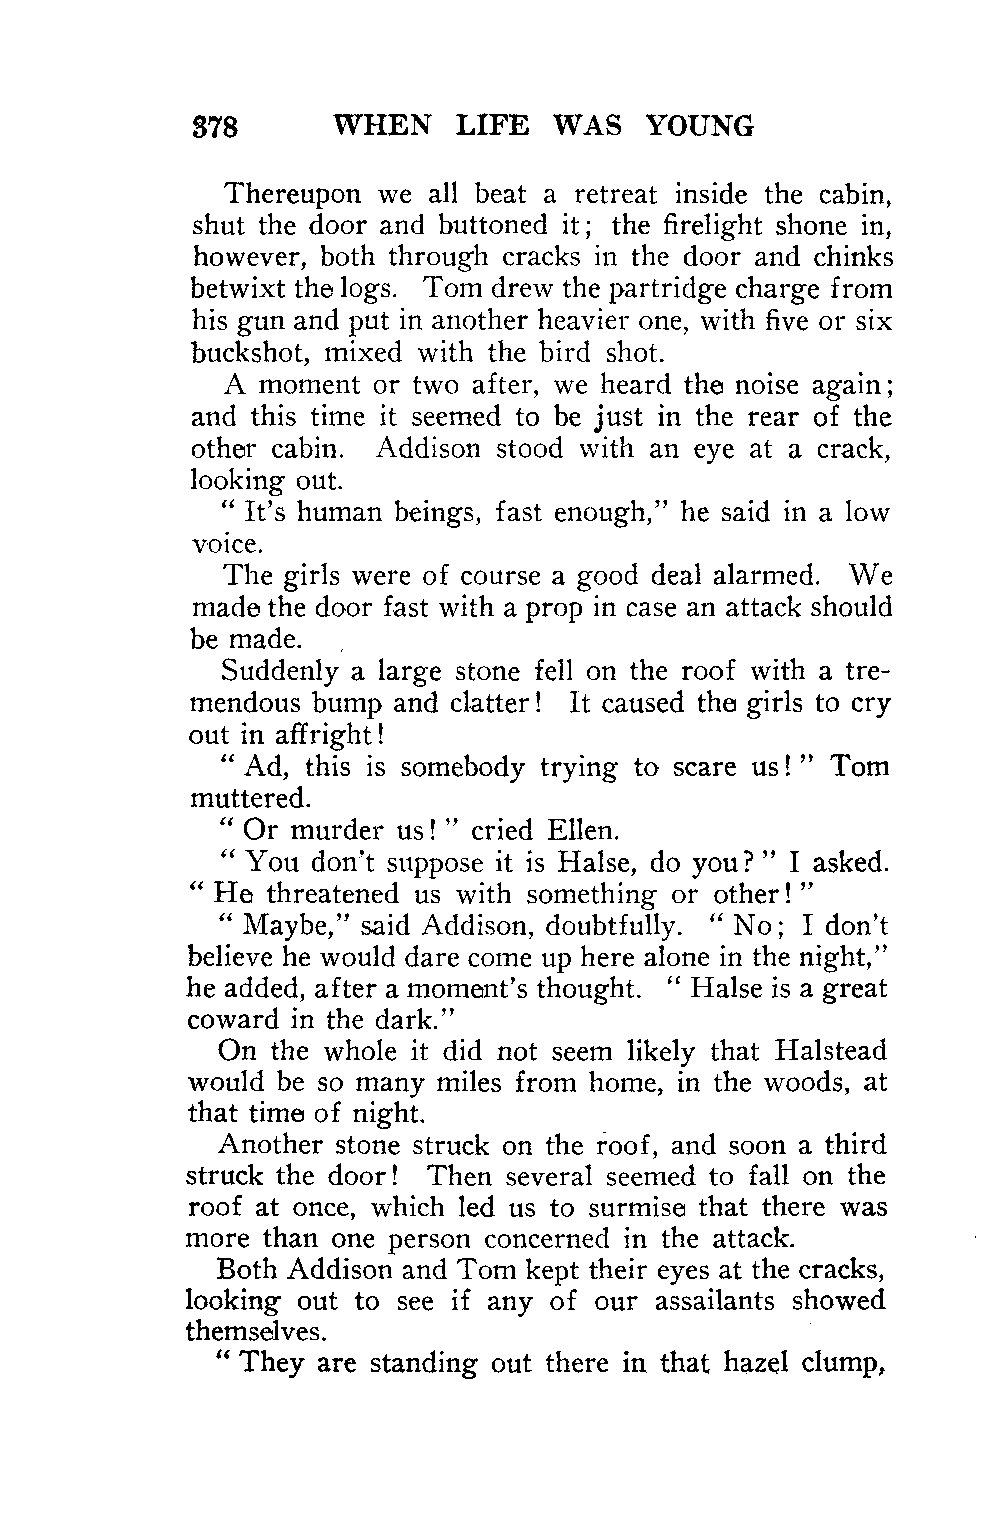 378 WHEN LIFE WAS YOUNG
Thereupon we all beat a retreat inside the cabin,
shut the door and buttoned it; the firelight shone in,
however, both through cracks in the door and chinks
betwixt the logs. Tom drew the partridge charge from
his gun and put in another heavier one, with five or six
buckshot, mixed with the bird shot.
A moment or two after, we heard the noise again;
and this time it seemed to be just in the rear of the
other cabin. Addison stood with an eye at a crack,
looking out.
"It's human beings, fast enough," he said in a low
voice.
The girls were of course a good deal alarmed. We
made the door fast with a prop in case an attack should
be made.
Suddenly a large stone fell on the roof with a tre-
mendous bump and clatter! It caused the girls to cry
out in affright!
"Ad, this is somebody trying to scare us!" Tom
muttered.
"Or murder us!" cried Ellen.
"You don't suppose it is Halse, do you?" I asked.
"He threatened us with something or other!"
"Maybe," said Addison, doubtfully. "No; I don't
believe he would dare come up here alone in the night,"
he added, after a moment's thought. "Halse is a great
coward in the dark."
On the whole it did not seem likely that Halstead
would be so many miles from home, in the woods, at
that time of night.
Another stone struck on the roof, and soon a third
struck the door! Then several seemed to fall on the
roof at once, which led us to surmise that there was
more than one person concerned in the attack.
Both Addison and Tom kept their eyes at the cracks,
looking out to see if any of our assailants showed
themselves.
"They are standing out there in that hazel clump,